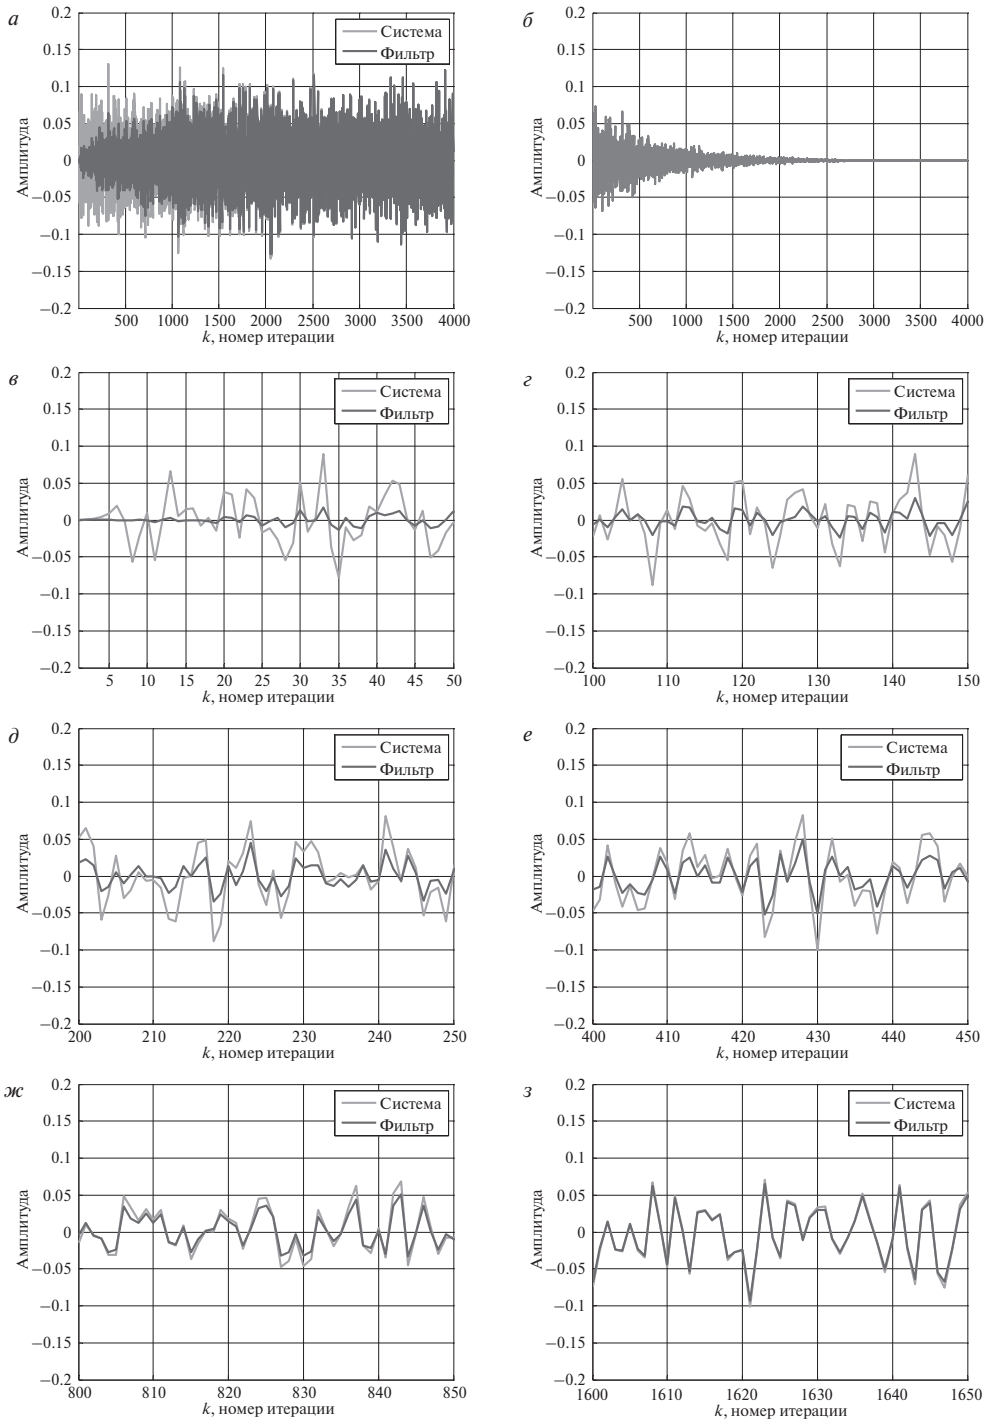 а
0.2
0.15
0.1
0.05
0
−0.05
−0.1
−0.15
−0.2
Амплитуда
Система
Фильтр
500 1000 1500 2000 2500 3000 3500 4000
k, номер итерации
б
0.2
0.15
0.1
0.05
0
−0.05
−0.1
−0.15
−0.2
Амплитуда
500 1000 1500 2000 2500 3000 3500 4000
k, номер итерации
в
0.2
0.15
0.1
0.05
0
−0.05
−0.1
−0.15
−0.2
Амплитуда
Система
Фильтр
5 10 15 20 25 30 35 40 45 50
k, номер итерации
г
0.2
0.15
0.1
0.05
0
−0.05
−0.1
−0.15
−0.2
Амплитуда
Система
Фильтр
100 110 120 130 140 150
k, номер итерации
д
0.2
0.15
0.1
0.05
0
−0.05
−0.1
−0.15
−0.2
Амплитуда
Система
Фильтр
200 210 220 230 240 250
k, номер итерации
е
0.2
0.15
0.1
0.05
0
−0.05
−0.1
−0.15
−0.2
Амплитуда
Система
Фильтр
400 410 420 430 440 450
k, номер итерации
ж
0.2
0.15
0.1
0.05
0
−0.05
−0.1
−0.15
−0.2
Амплитуда
Система
Фильтр
800 810 820 830 840 850
k, номер итерации
з
0.2
0.15
0.1
0.05
0
−0.05
−0.1
−0.15
−0.2
Амплитуда
Система
Фильтр
1600 1610 1620 1630 1640 1650
k, номер итерации